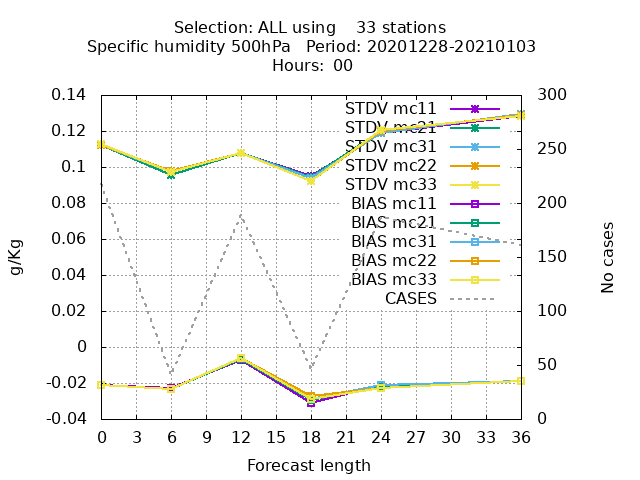 Selection: ALL using    33 stations
Specific humidity 500hPa   Period: 20201228-20210103
Hours:  00
0.14
0.12
0.1
0.08
0.06
0.04
0.02
0
-0.02
-0.04
300
250
200
150
100
50
0
g/Kg
No cases
STDV mc11
STDV mc21
STDV mc31
STDV mc22
STDV mc33
BIAS mc11
BIAS mc21
BIAS mc31
BIAS mc22
BIAS mc33
CASES
0 3 6 9 12 15 18 21 24 27 30 33 36
Forecast length